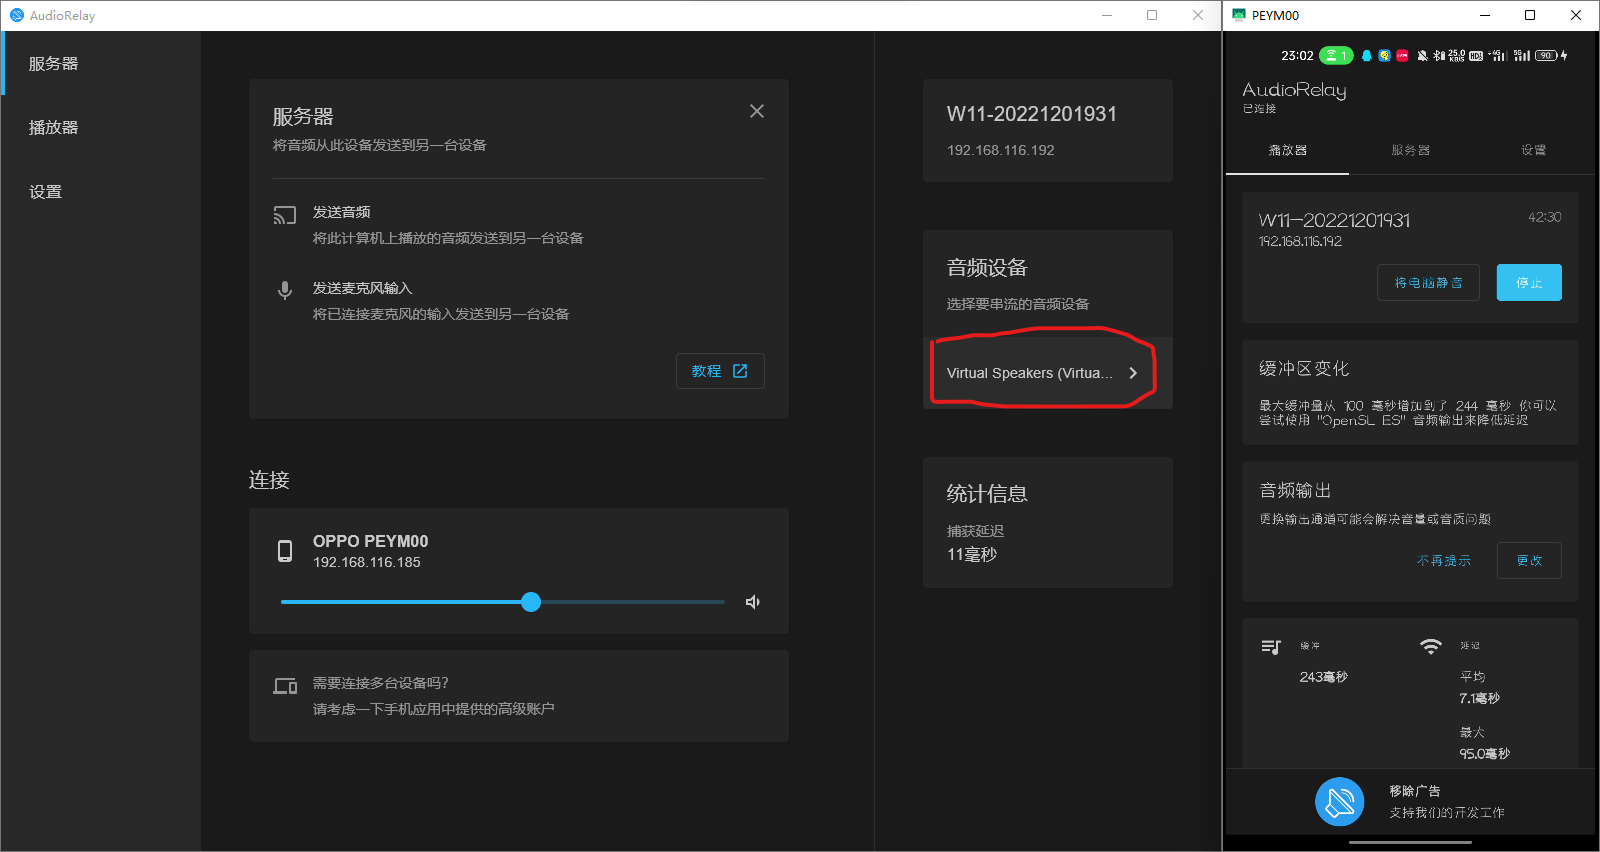 AudioRelay
服务器
播放器
设置
服务器
将音频从此设备发送到另一台设备
发送音频
将此计算机上播放的音频发送到另一台设备
发送麦克风输入
将已连接麦克风的输入发送到另一台设备
教程
连接
OPPO PEYM00
192.168.116.185
需要连接多台设备吗?
请考虑一下手机应用中提供的高级账户
W11-20221201931
192.168.116.192
音频设备
选择要串流的音频设备
Virtual Speakers (Virtua...
统计信息
捕获延迟
11毫秒
PEYM00
23:02 1 25.0 KB/S HD 4G 5G 90
AudioRelay
已连接
播放器 服务器 设置
W11-20221201931 42:30
192.168.116.192
将电脑静音 停止
缓冲区变化
最大缓冲量从 100 毫秒增加到了 244 毫秒 你可以
尝试使用 "OpenSL ES" 音频输出来降低延迟
音频输出
更换输出通道可能会解决音量或音质问题
不再提示 更改
缓冲 延迟
243毫秒 平均
7.1毫秒
最大
95.0毫秒
移除广告
支持我们的开发工作